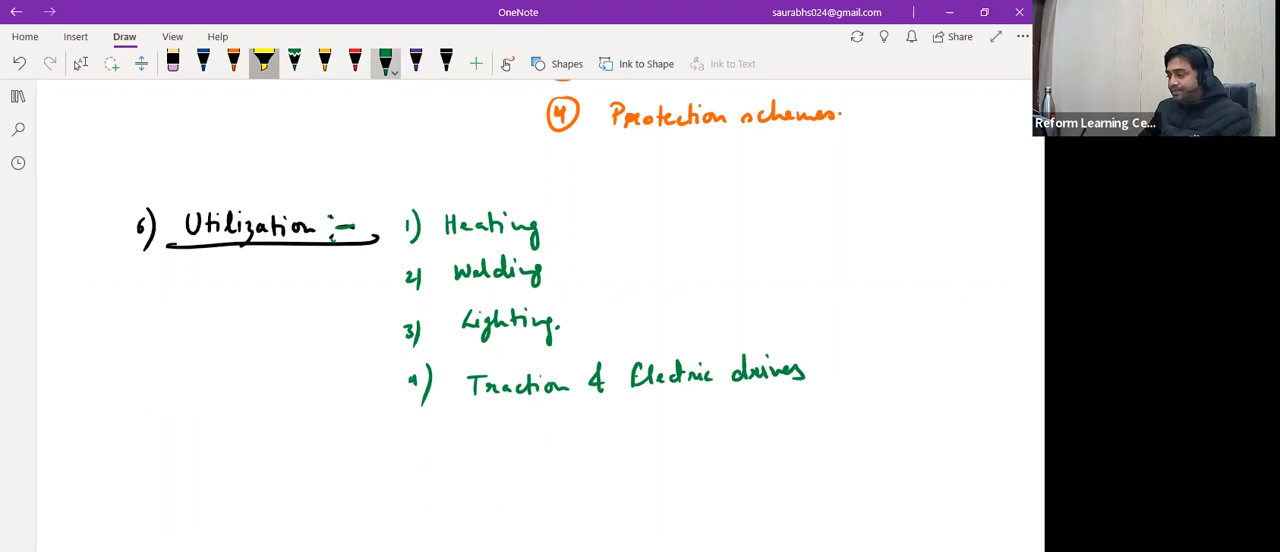 OneNote
saurabhs024@gmail.com
Home Insert Draw View Help
Share
Shapes Ink to Shape Ink to Text
Reform Learning Ce...
4 Protection schemes.
6) Utilization :- 1) Heating
2) Welding
3) Lighting.
4) Traction & Electric drives